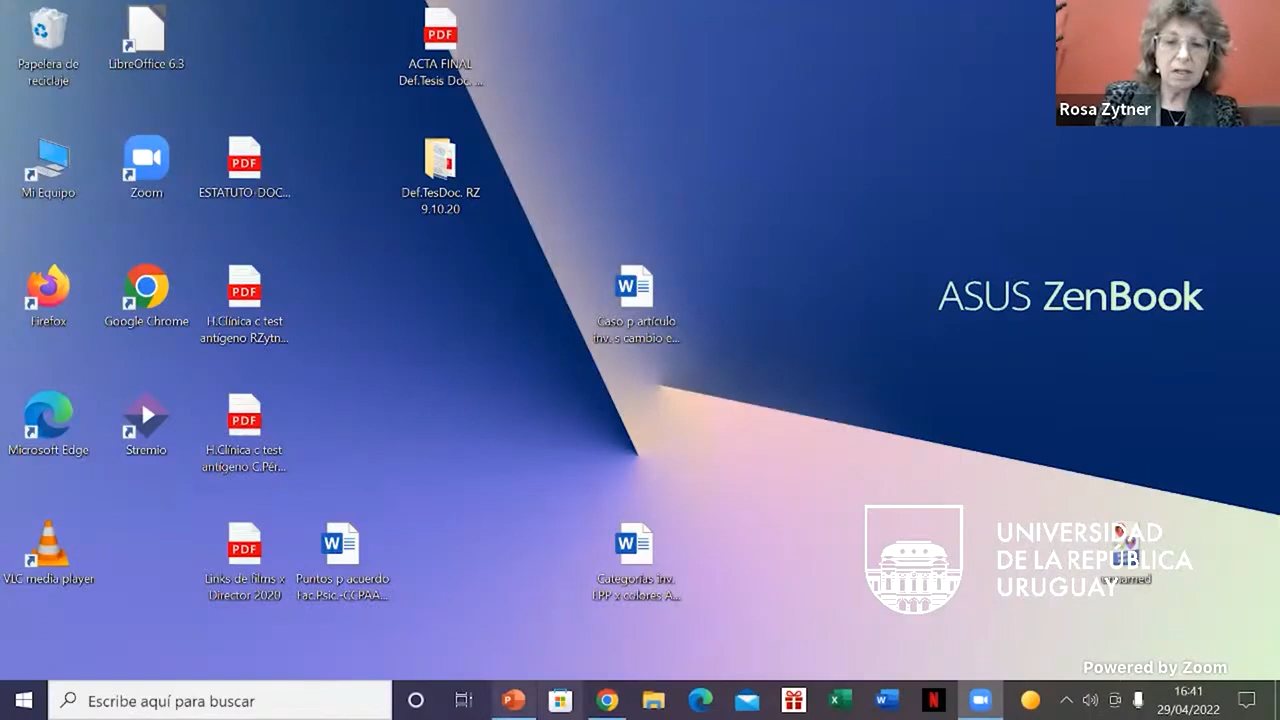 Papelera de
reciclaje
LibreOffice 6.3
PDF
ACTA FINAL
Def.Tesis Doc. ...
Rosa Zytner
Mi Equipo
Zoom
PDF
ESTATUTO-DOC...
Def.TesDoc. RZ
9.10.20
Firefox
Google Chrome
PDF
H.Clínica c test
antígeno RZytn...
W
Caso p artículo
inv. s cambio e...
ASUS ZenBook
Microsoft Edge
Stremio
PDF
H.Clínica c test
antígeno C.Pér...
VLC media player
PDF
Links de films x
Director 2020
W
Puntos p acuerdo
Fac.Psic.-CCPAA...
W
Categorías inv.
EPP x colores A...
UNIVERSIDAD
DE LA REPÚBLICA
URUGUAY
Powered by Zoom
Escribe aquí para buscar
16:41
29/04/2022